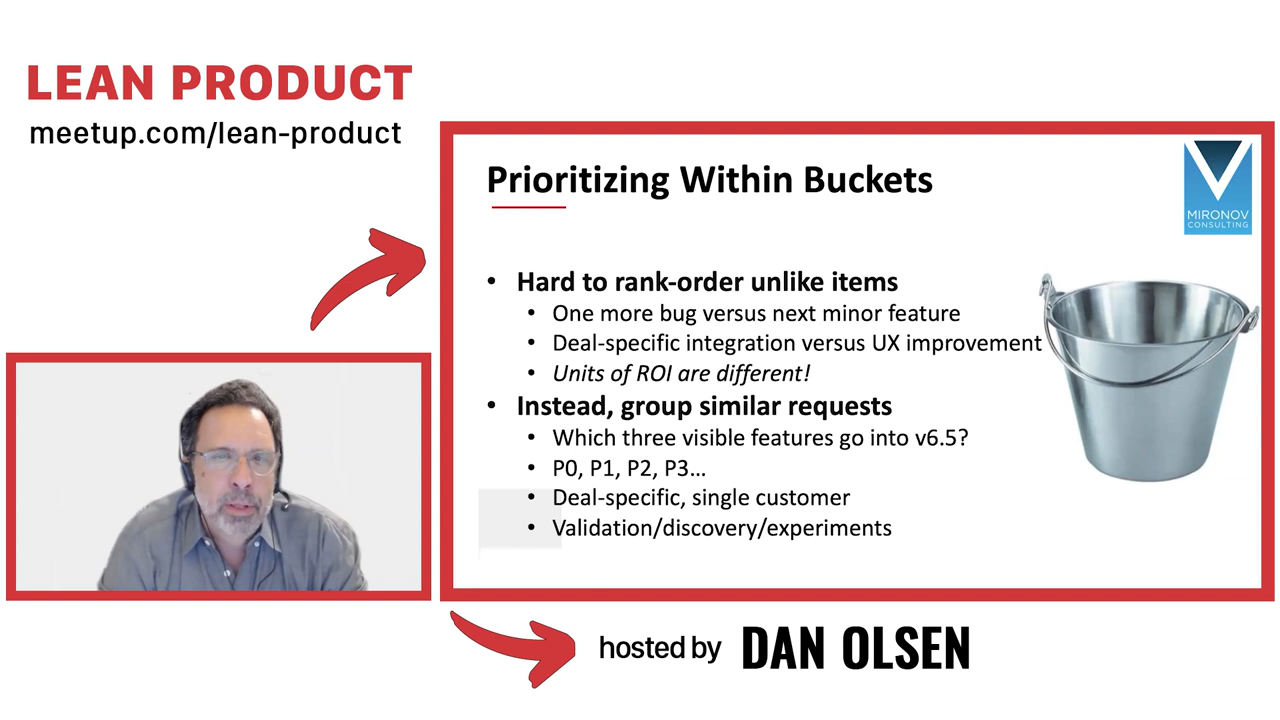 LEAN PRODUCT
meetup.com/lean-product
Prioritizing Within Buckets
MIRONOV
CONSULTING
• Hard to rank-order unlike items
• One more bug versus next minor feature
• Deal-specific integration versus UX improvement
• Units of ROI are different!
• Instead, group similar requests
• Which three visible features go into v6.5?
• P0, P1, P2, P3...
• Deal-specific, single customer
• Validation/discovery/experiments
hosted by DAN OLSEN